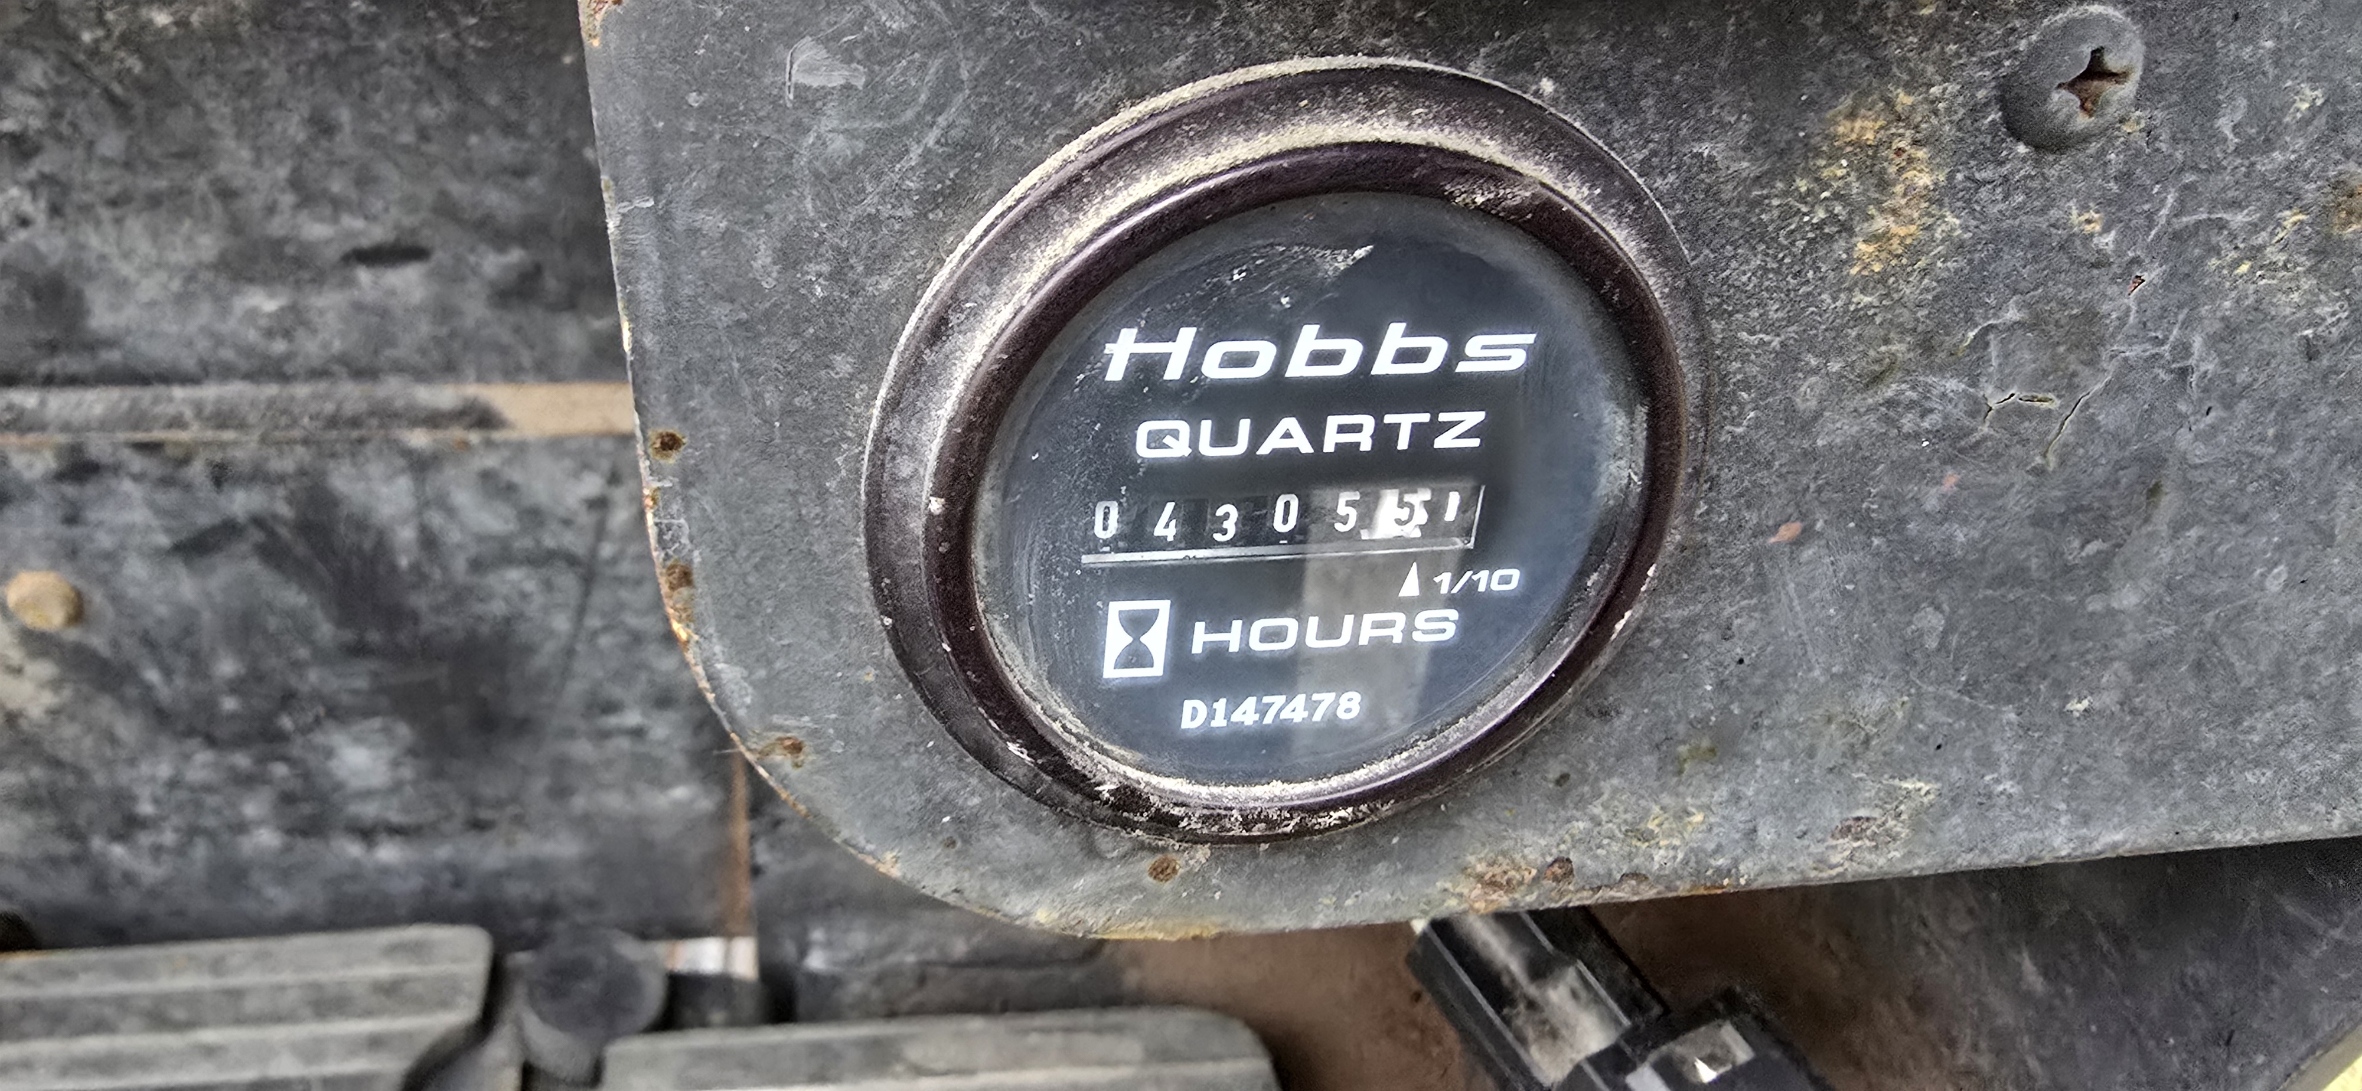 Hobbs
QUARTZ
0430551
1/10
HOURS
D147478